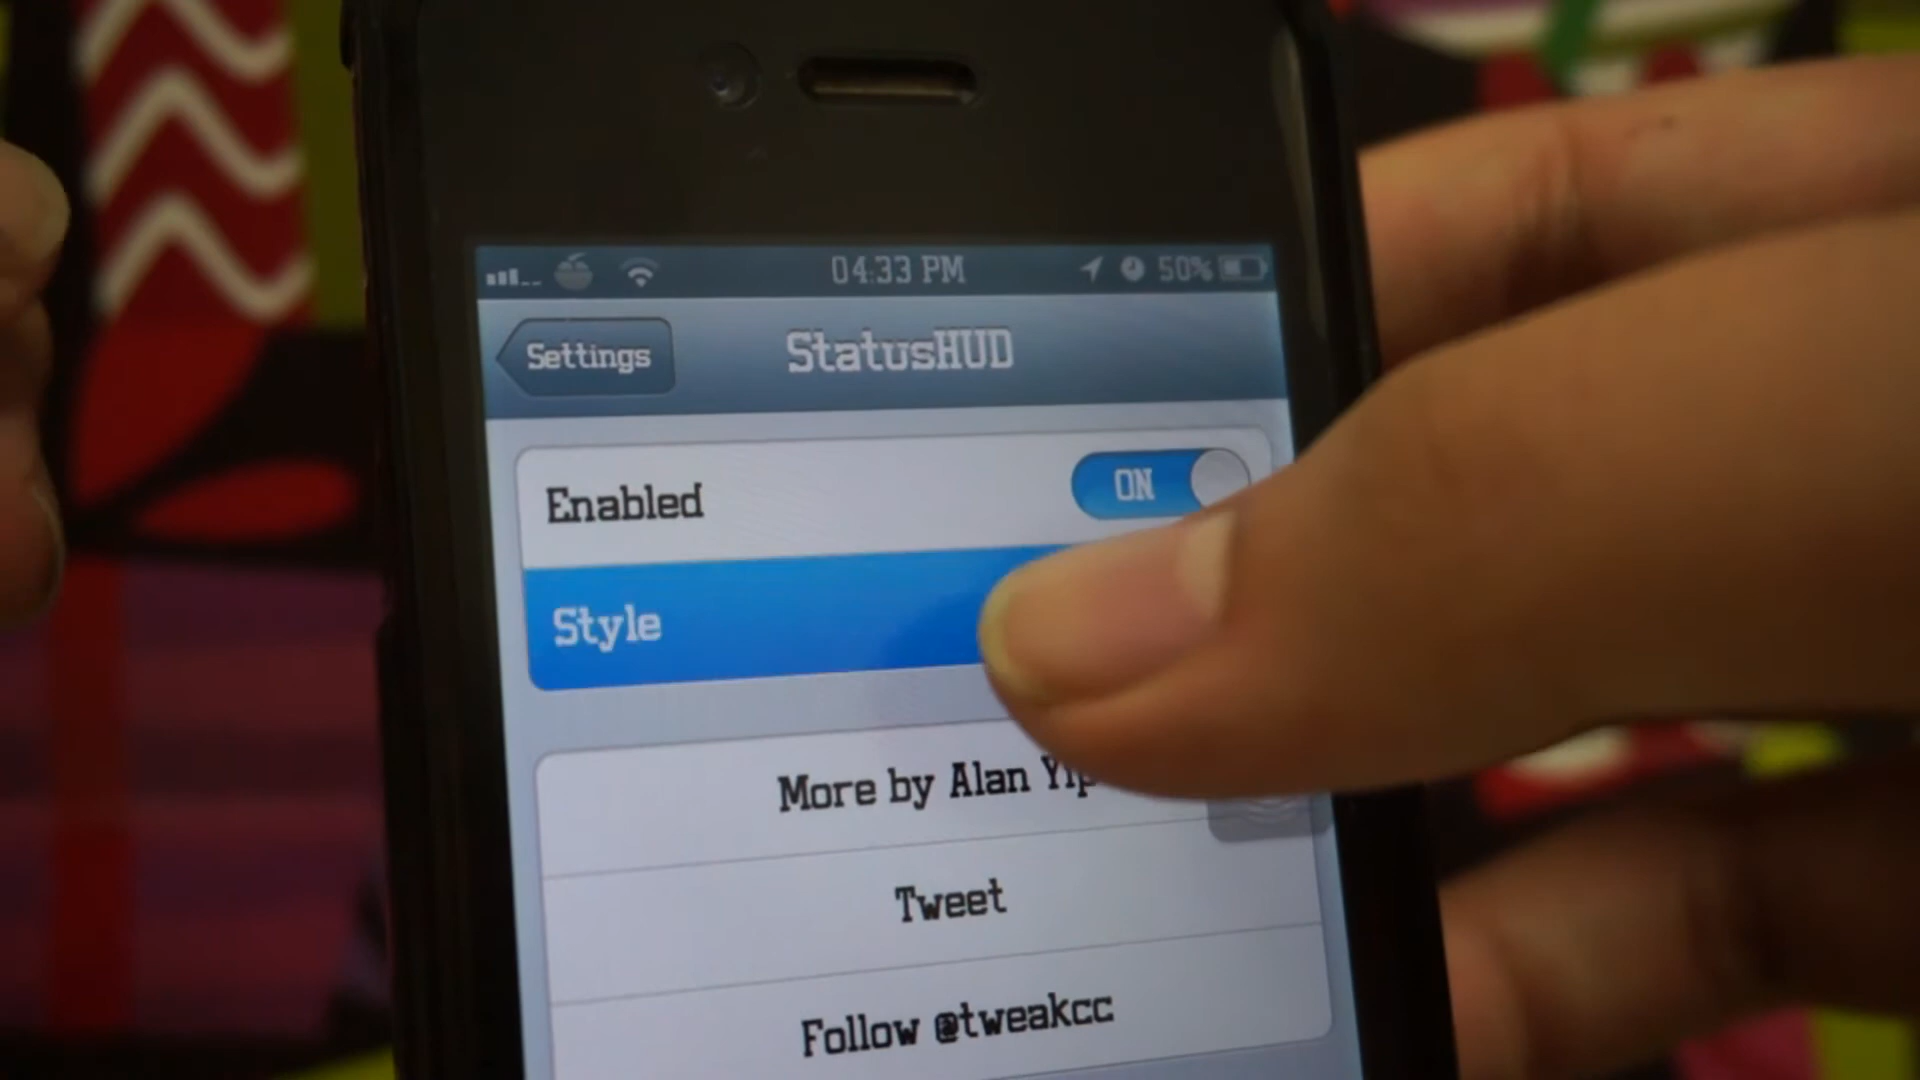 04:33 PM 50%
Settings StatusHUD
Enabled ON
Style
More by Alan Yip
Tweet
Follow @tweakcc